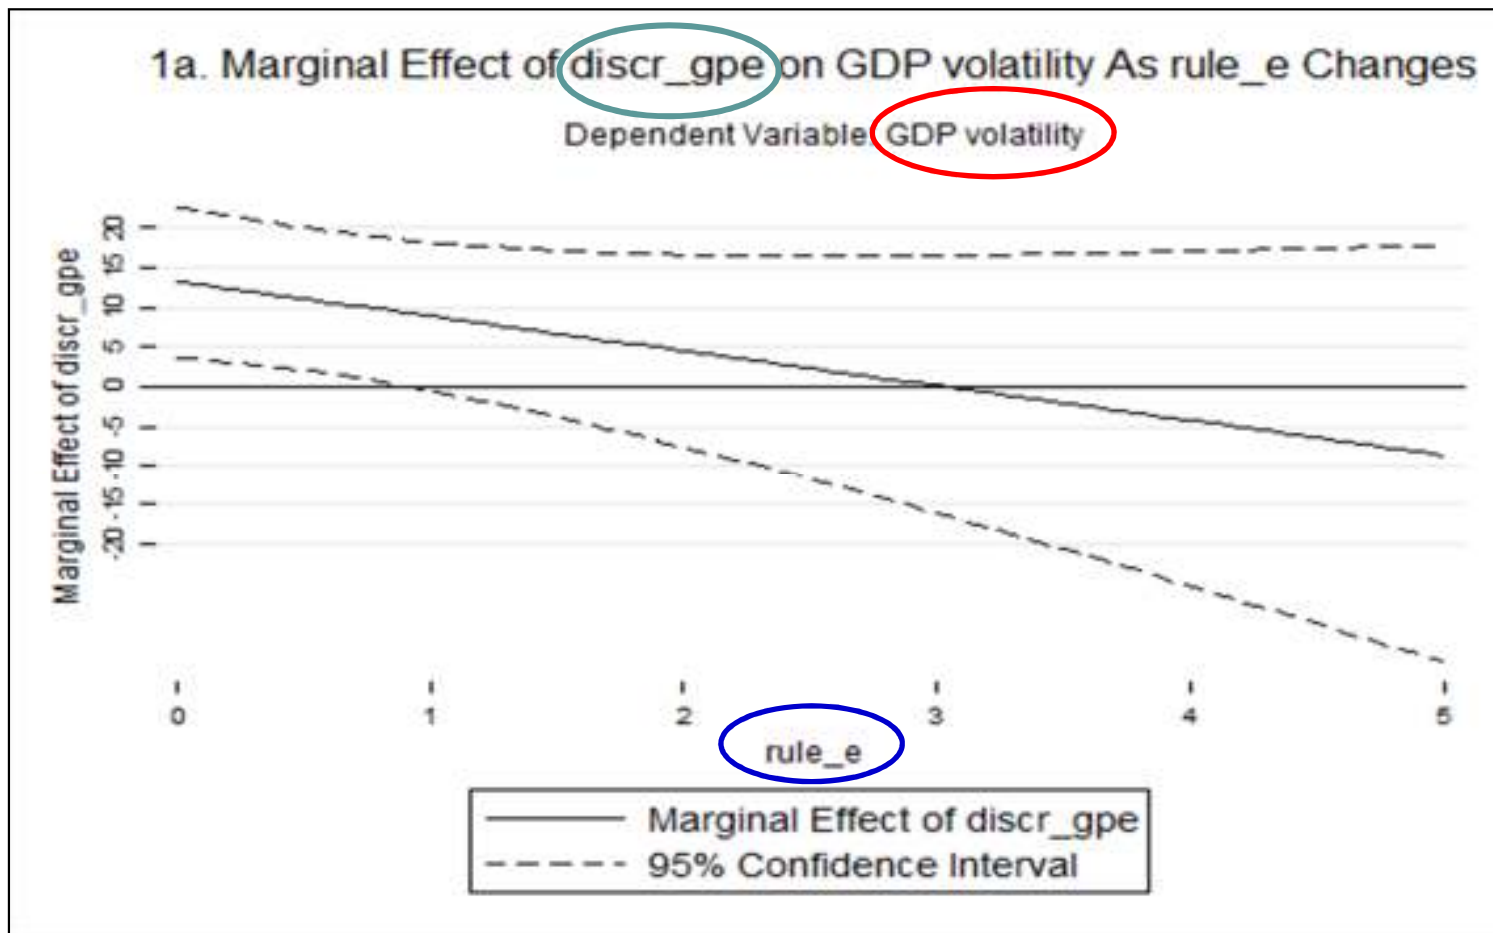 1a. Marginal Effect of discr_gpe on GDP volatility As rule_e Changes
Dependent Variable: GDP volatility
Marginal Effect of discr_gpe
20
15
10
5
0
-5
-10
-15
-20
0 1 2 3 4 5
rule_e
Marginal Effect of discr_gpe
95% Confidence Interval